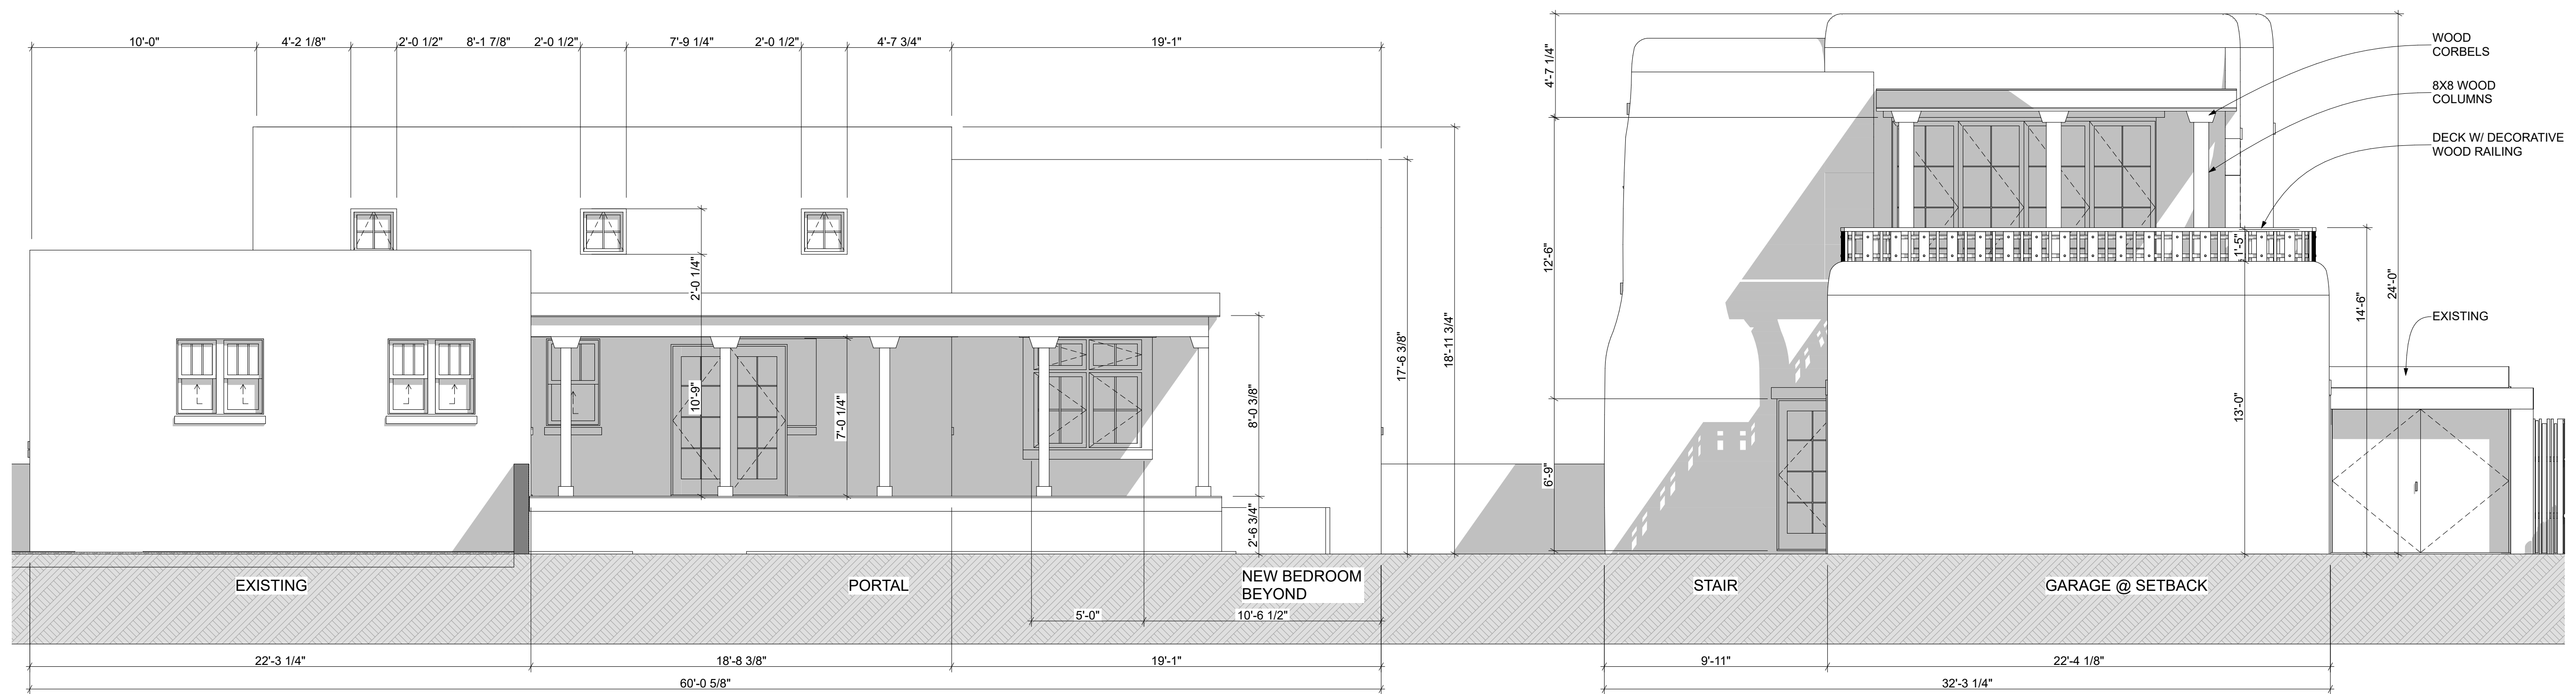 10'-0"
4'-2 1/8"
2'-0 1/2"
8'-1 7/8"
2'-0 1/2"
7'-9 1/4"
2'-0 1/2"
4'-7 3/4"
19'-1"
2'-0 1/4"
10'-9"
7'-0 1/4"
8'-0 3/8"
2'-6 3/4"
17'-6 3/8"
18'-11 3/4"
4'-7 1/4"
12'-6"
6'-9"
WOOD
CORBELS
8X8 WOOD
COLUMNS
DECK W/ DECORATIVE
WOOD RAILING
EXISTING
1'-5"
13'-0"
14'-6"
24'-0"
EXISTING
PORTAL
NEW BEDROOM
BEYOND
STAIR
GARAGE @ SETBACK
5'-0"
10'-6 1/2"
22'-3 1/4"
18'-8 3/8"
19'-1"
9'-11"
22'-4 1/8"
60'-0 5/8"
32'-3 1/4"